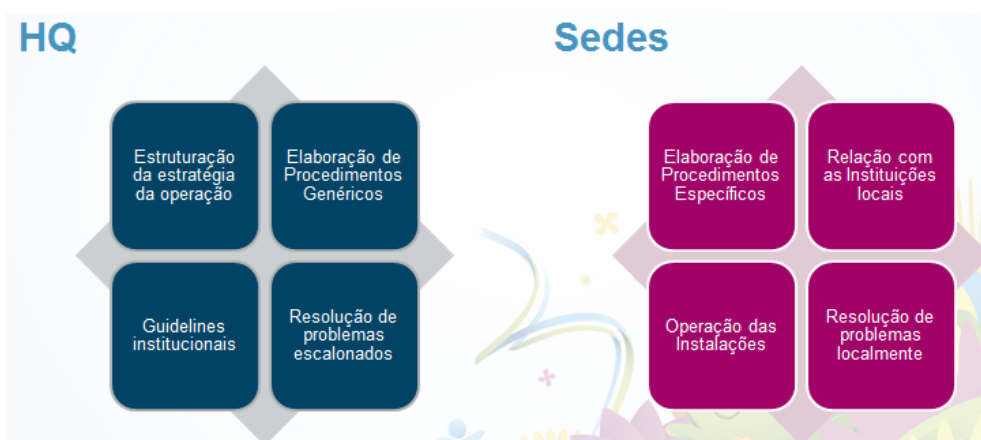 HQ
Estruturação
da estratégia
da operação
Elaboração de
Procedimentos
Genéricos
Guidelines
institucionais
Resolução de
problemas
escalonados
Sedes
Elaboração de
Procedimentos
Específicos
Relação com
as Instituições
locais
Operação das
Instalações
Resolução de
problemas
localmente